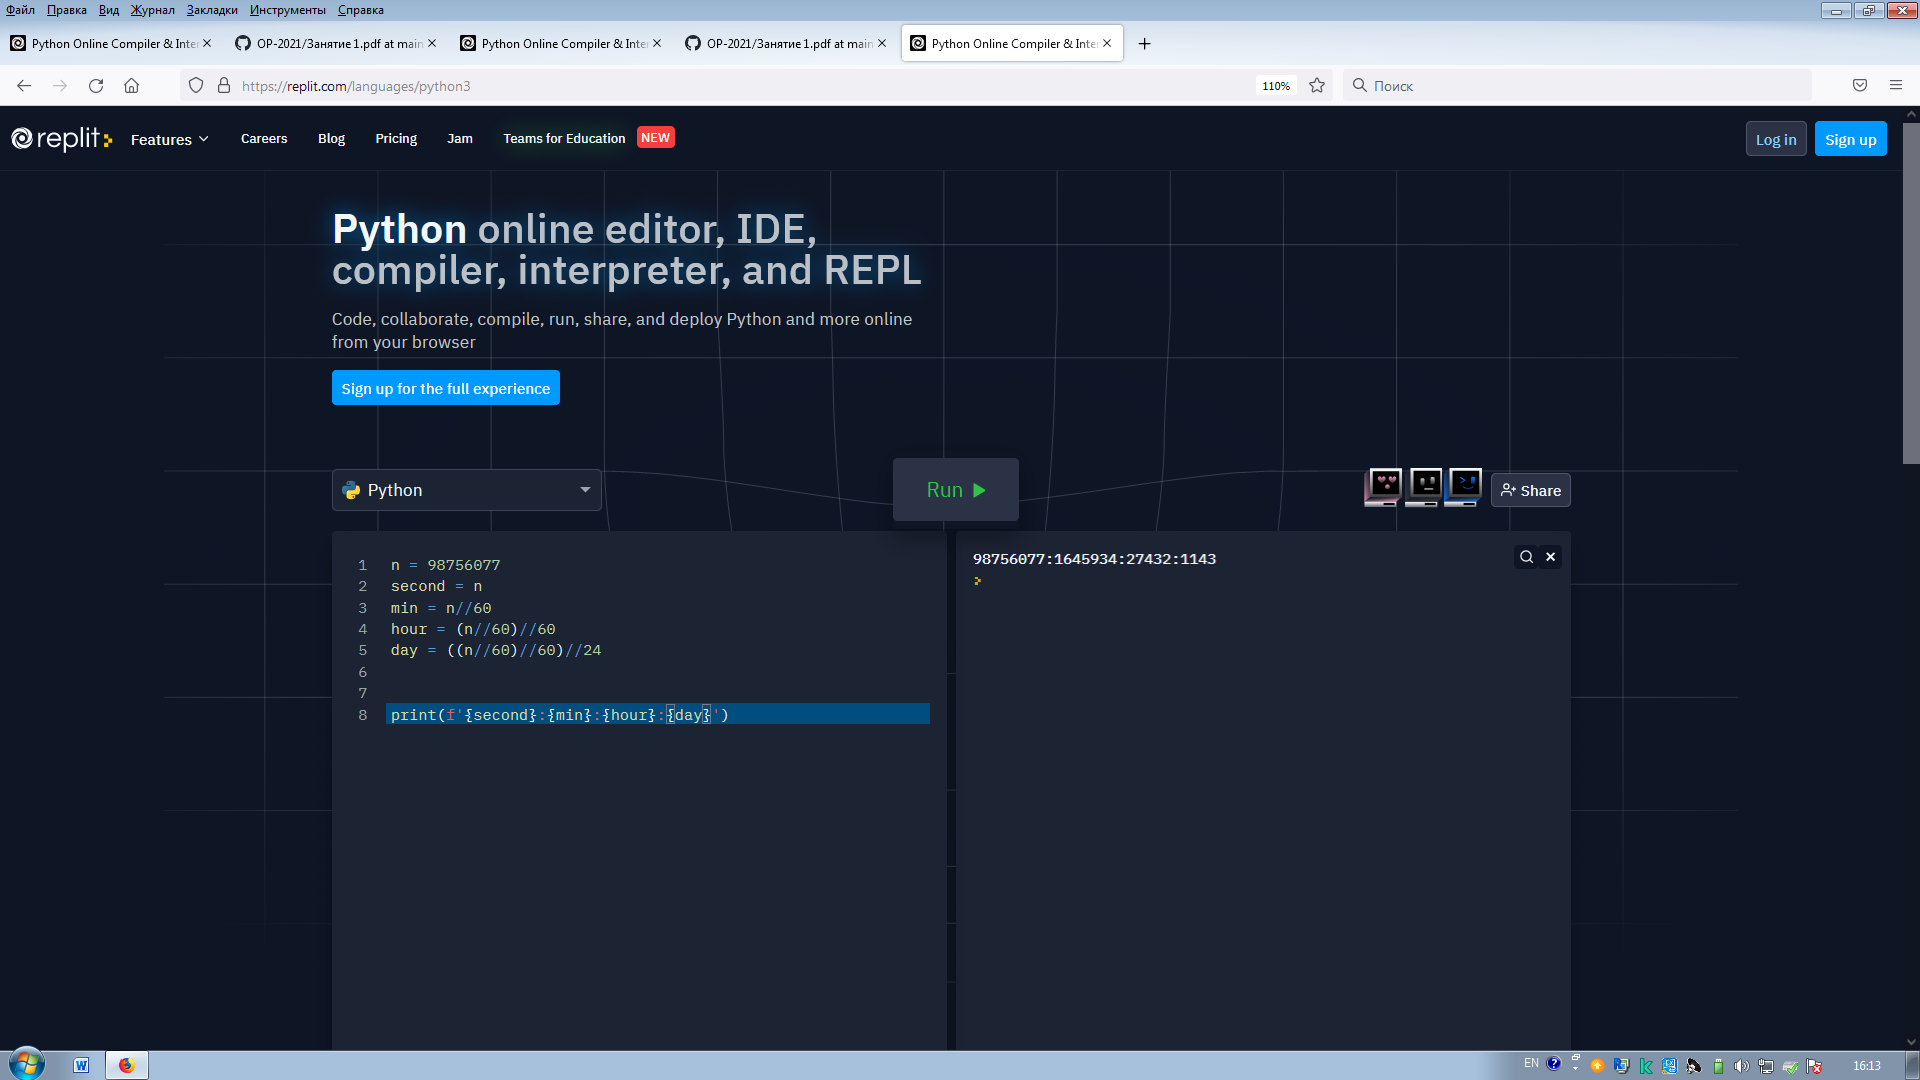 Файл Правка Вид Журнал Закладки Инструменты Справка
Python Online Compiler & Inte
OP-2021/Занятие 1.pdf at main
Python Online Compiler & Inte
OP-2021/Занятие 1.pdf at main
Python Online Compiler & Inte
https://replit.com/languages/python3
110%
Поиск
replit
Features
Careers
Blog
Pricing
Jam
Teams for Education
NEW
Log in
Sign up
Python online editor, IDE,
compiler, interpreter, and REPL
Code, collaborate, compile, run, share, and deploy Python and more online
from your browser
Sign up for the full experience
Python
Run
Share
1 n = 98756077
2 second = n
3 min = n//60
4 hour = (n//60)//60
5 day = ((n//60)//60)//24
6
7
8 print(f'{second}:{min}:{hour}:{day}')
98756077:1645934:27432:1143
EN
16:13